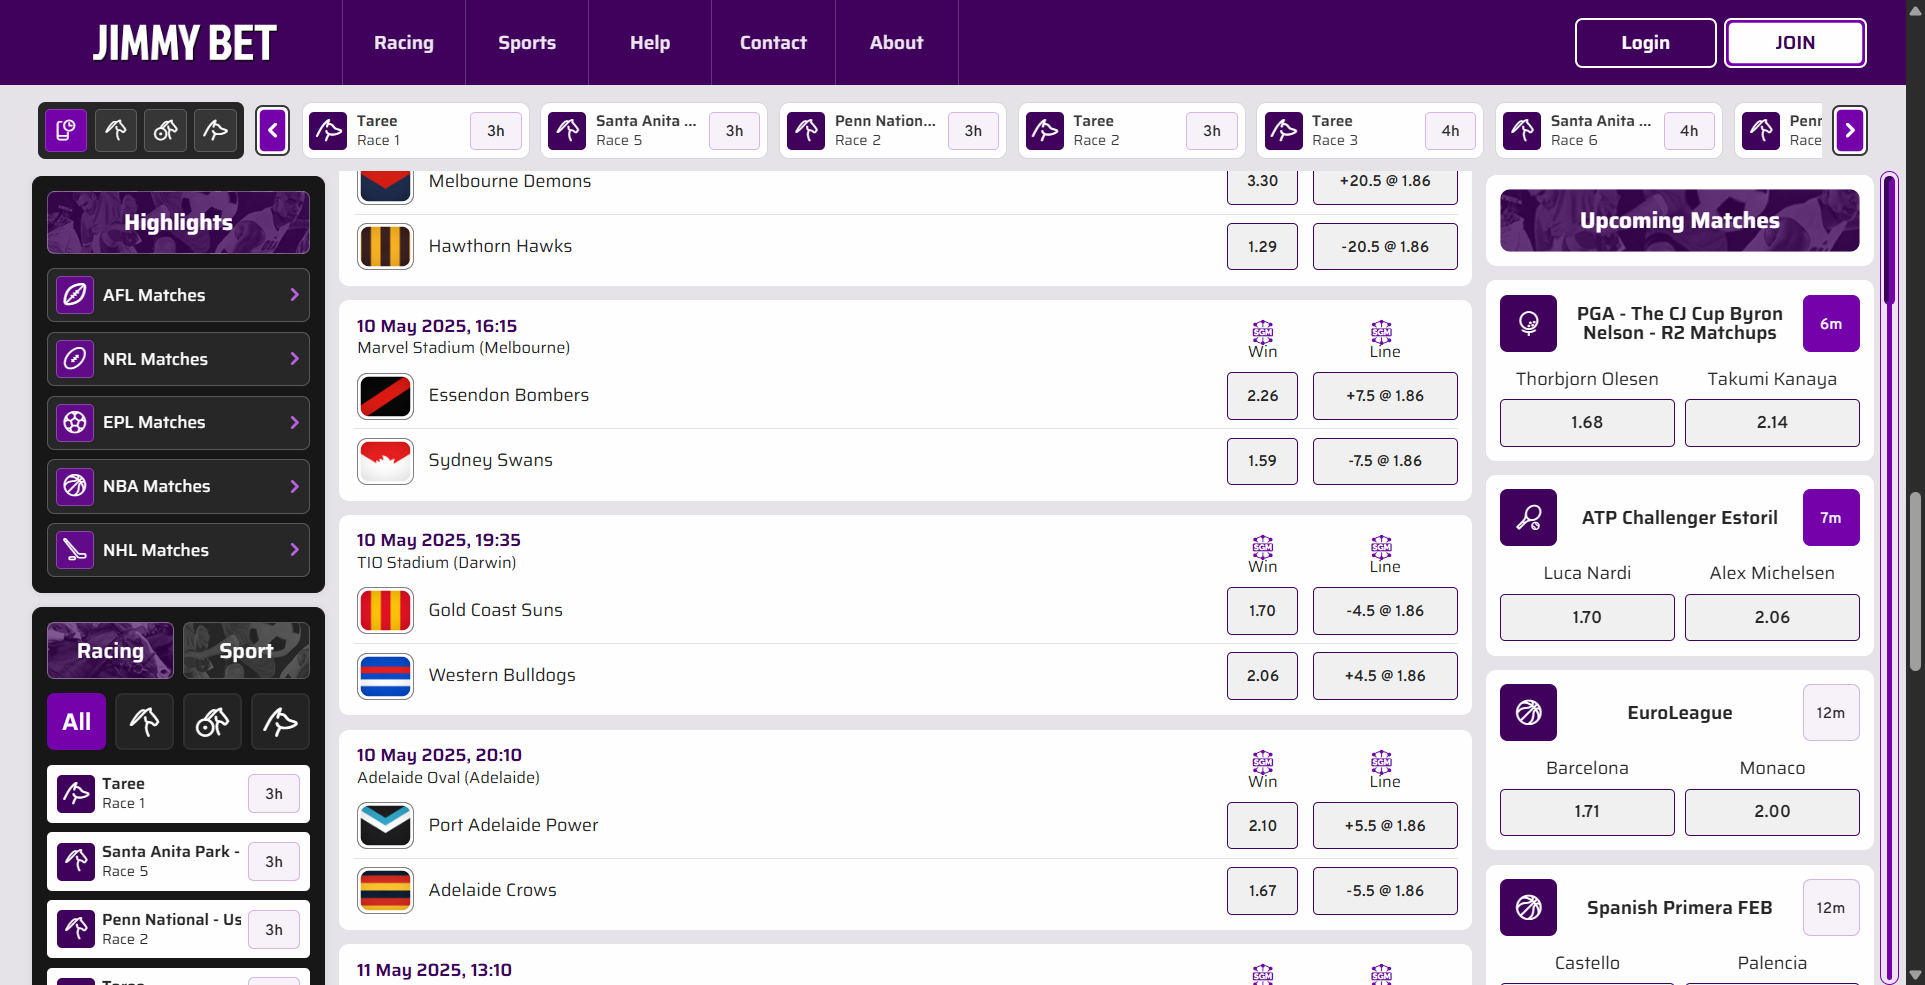 JIMMY BET
Racing
Sports
Help
Contact
About
Login
JOIN
Taree
Race 1
3h
Santa Anita ...
Race 5
3h
Penn Nation...
Race 2
3h
Taree
Race 2
3h
Taree
Race 3
4h
Santa Anita ...
Race 6
4h
Penn
Race
Highlights
AFL Matches
NRL Matches
EPL Matches
NBA Matches
NHL Matches
Racing
Sport
All
Taree
Race 1
3h
Santa Anita Park -
Race 5
3h
Penn National - Us
Race 2
3h
Taree
Melbourne Demons
3.30
+20.5 @ 1.86
Hawthorn Hawks
1.29
-20.5 @ 1.86
10 May 2025, 16:15
Marvel Stadium (Melbourne)
SGM
Win
SGM
Line
Essendon Bombers
2.26
+7.5 @ 1.86
Sydney Swans
1.59
-7.5 @ 1.86
10 May 2025, 19:35
TIO Stadium (Darwin)
SGM
Win
SGM
Line
Gold Coast Suns
1.70
-4.5 @ 1.86
Western Bulldogs
2.06
+4.5 @ 1.86
10 May 2025, 20:10
Adelaide Oval (Adelaide)
SGM
Win
SGM
Line
Port Adelaide Power
2.10
+5.5 @ 1.86
Adelaide Crows
1.67
-5.5 @ 1.86
11 May 2025, 13:10
SGM
SGM
Upcoming Matches
PGA - The CJ Cup Byron
Nelson - R2 Matchups
6m
Thorbjorn Olesen
Takumi Kanaya
1.68
2.14
ATP Challenger Estoril
7m
Luca Nardi
Alex Michelsen
1.70
2.06
EuroLeague
12m
Barcelona
Monaco
1.71
2.00
Spanish Primera FEB
12m
Castello
Palencia